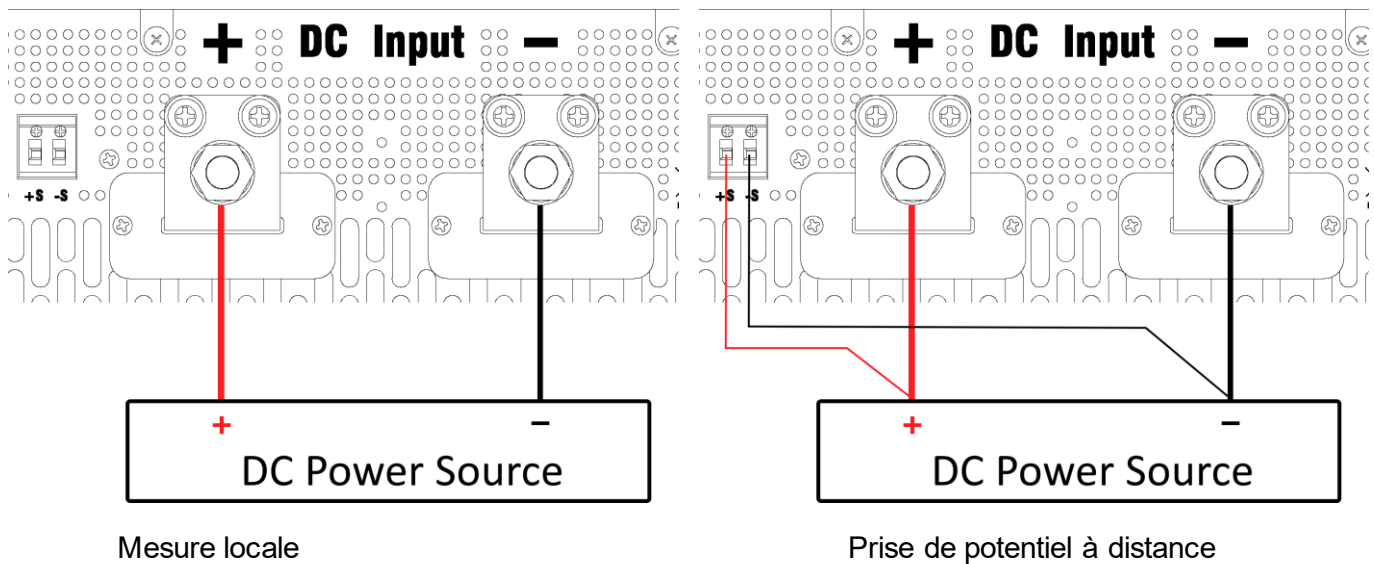 + DC Input −
+S -S
+ −
DC Power Source
Mesure locale
+ DC Input −
+S -S
+ −
DC Power Source
Prise de potentiel à distance